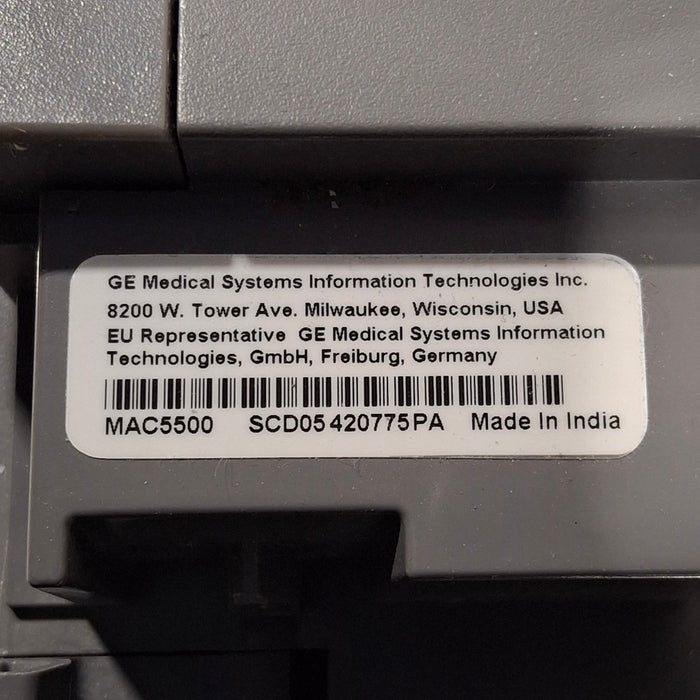 GE Medical Systems Information Technologies Inc.
8200 W. Tower Ave. Milwaukee, Wisconsin, USA
EU Representative GE Medical Systems Information
Technologies, GmbH, Freiburg, Germany
MAC5500 SCD05420775PA Made In India